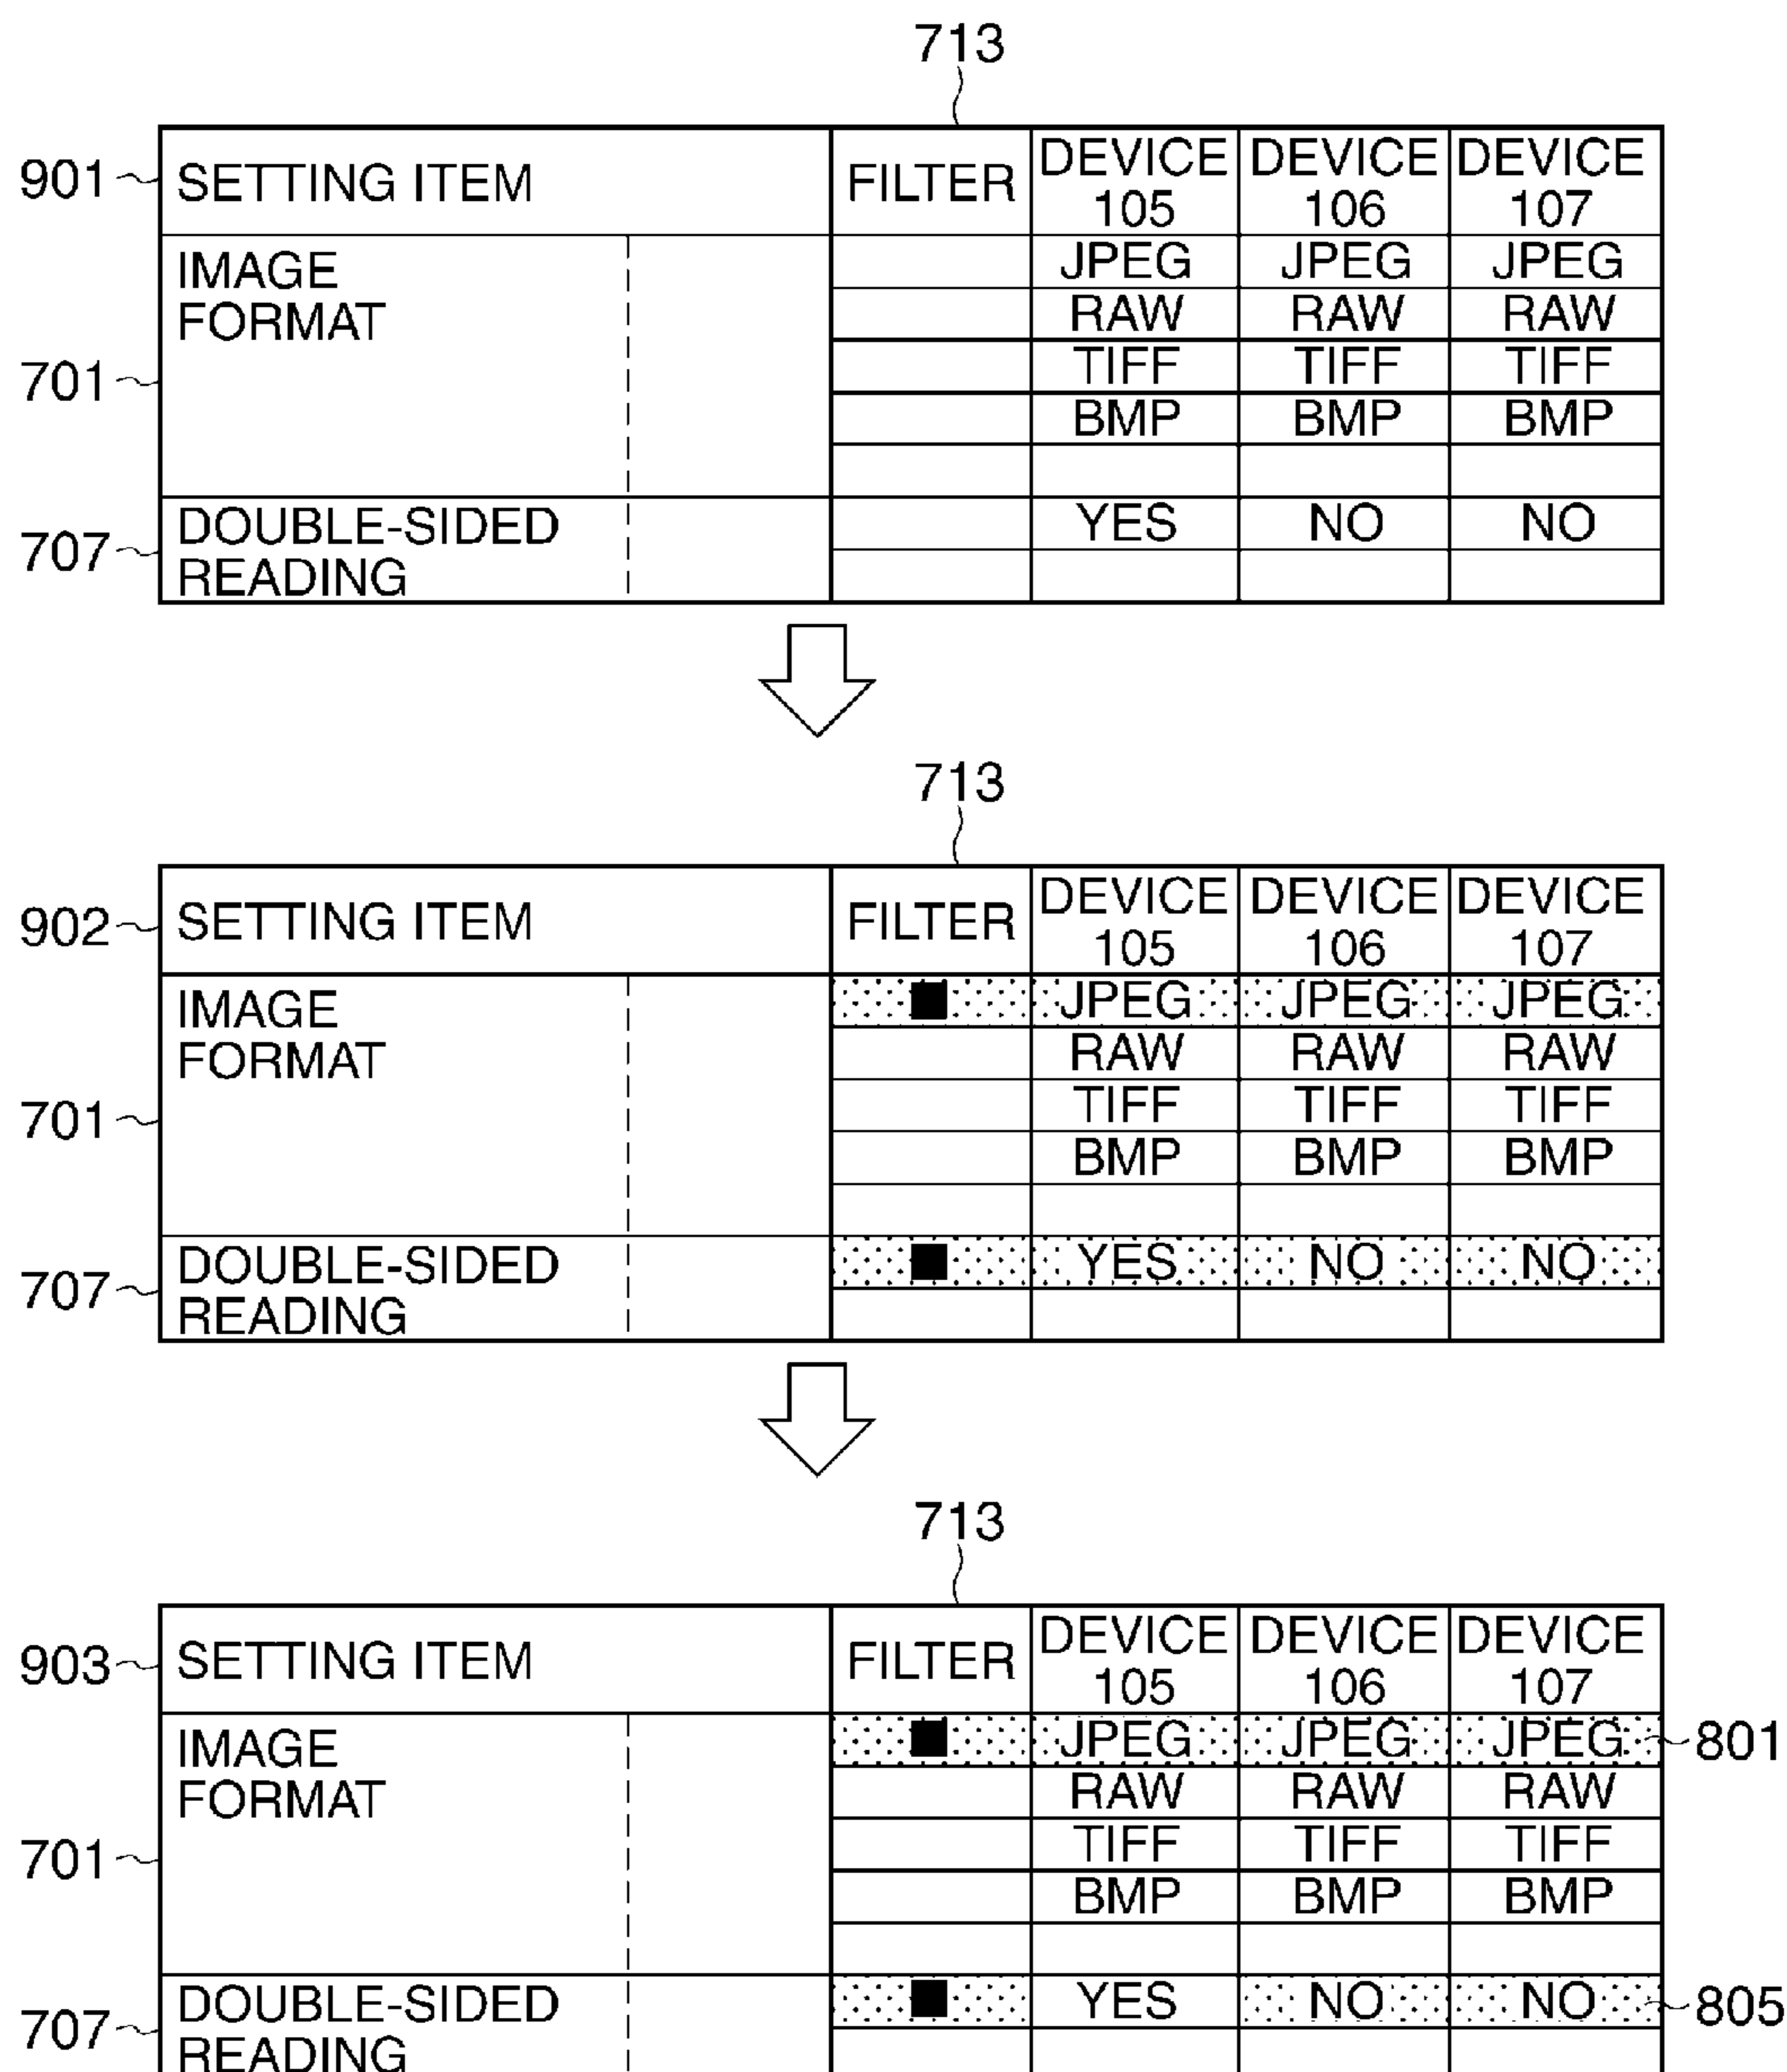 713
901 SETTING ITEM FILTER DEVICE 105 DEVICE 106 DEVICE 107
701 IMAGE FORMAT JPEG JPEG JPEG
RAW RAW RAW
TIFF TIFF TIFF
BMP BMP BMP
707 DOUBLE-SIDED READING YES NO NO
713
902 SETTING ITEM FILTER DEVICE 105 DEVICE 106 DEVICE 107
701 IMAGE FORMAT JPEG JPEG JPEG
RAW RAW RAW
TIFF TIFF TIFF
BMP BMP BMP
707 DOUBLE-SIDED READING YES NO NO
713
903 SETTING ITEM FILTER DEVICE 105 DEVICE 106 DEVICE 107
701 IMAGE FORMAT JPEG JPEG JPEG 801
RAW RAW RAW
TIFF TIFF TIFF
BMP BMP BMP
707 DOUBLE-SIDED READING YES NO NO 805